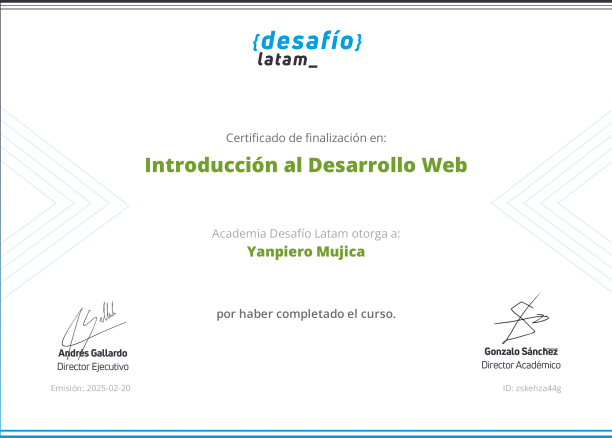 {desafío}
latam_
Certificado de finalización en:
Introducción al Desarrollo Web
Academia Desafío Latam otorga a:
Yanpiero Mujica
por haber completado el curso.
Andrés Gallardo
Director Ejecutivo
Emisión: 2025-02-20
Gonzalo Sánchez
Director Académico
ID: zskehza44g